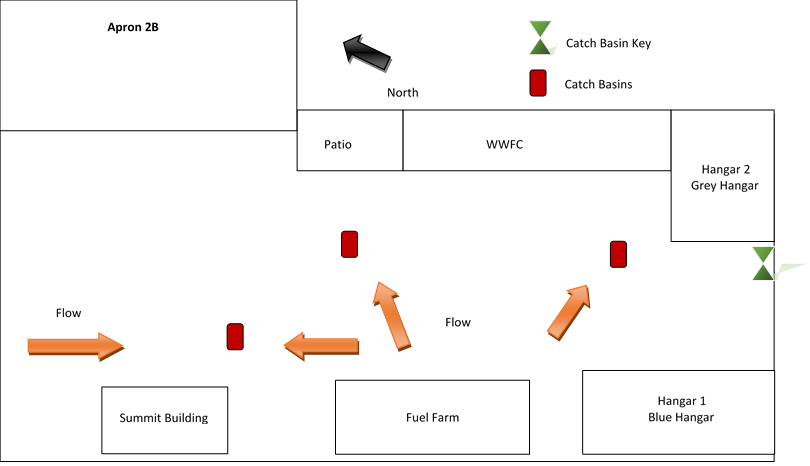 Apron 2B
Catch Basin Key
Catch Basins
North
Patio
WWFC
Hangar 2
Grey Hangar
Flow
Flow
Summit Building
Fuel Farm
Hangar 1
Blue Hangar